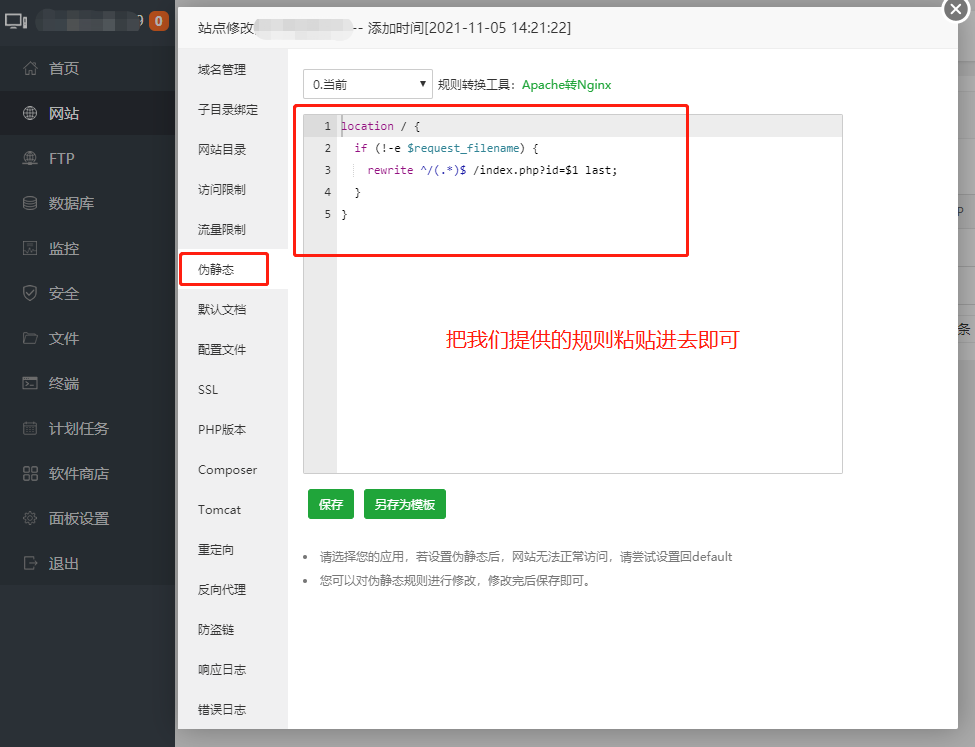 9 0
首页
网站
FTP
数据库
监控
安全
文件
终端
计划任务
软件商店
面板设置
退出
站点修改 -- 添加时间[2021-11-05 14:21:22]
域名管理
子目录绑定
网站目录
访问限制
流量限制
伪静态
默认文档
配置文件
SSL
PHP版本
Composer
Tomcat
重定向
反向代理
防盗链
响应日志
错误日志
0.当前 规则转换工具：Apache转Nginx
1 location / {
2 if (!-e $request_filename) {
3 rewrite ^/(.*)$ /index.php?id=$1 last;
4 }
5 }
把我们提供的规则粘贴进去即可
保存 另存为模板
请选择您的应用，若设置伪静态后，网站无法正常访问，请尝试设置回default
您可以对伪静态规则进行修改，修改完后保存即可。
P
条